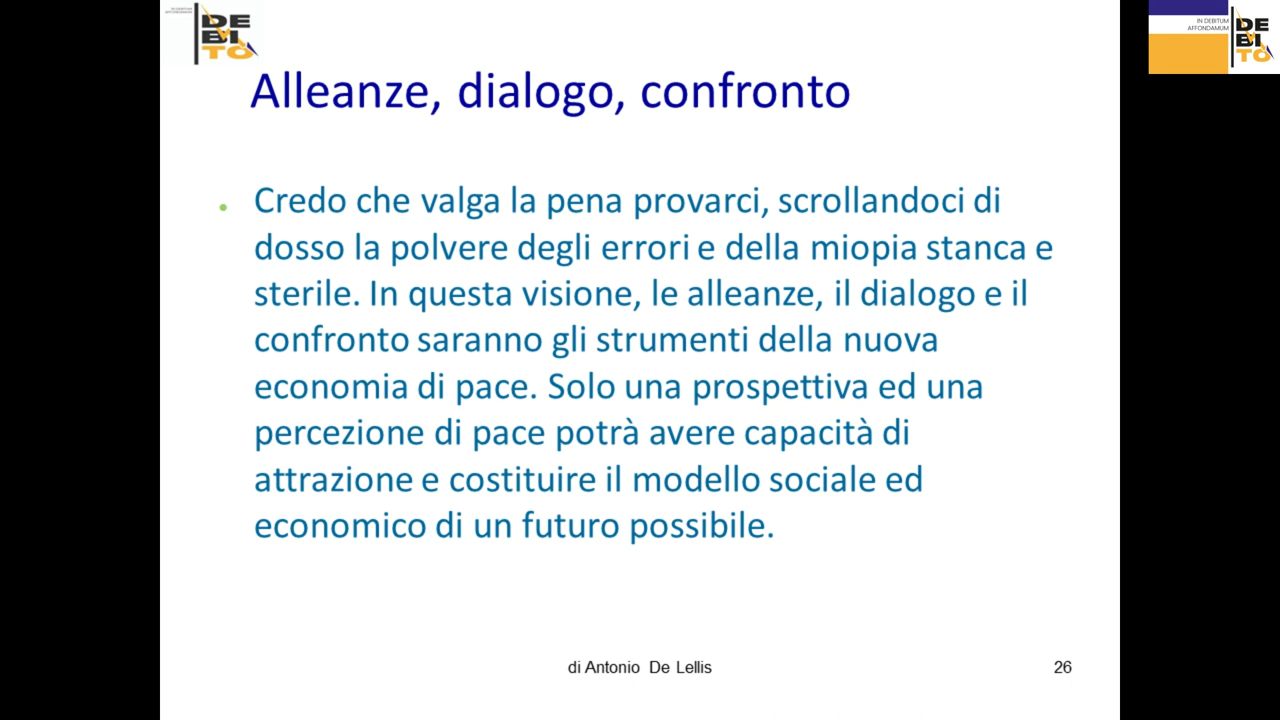 IN DEBITUM
AFFONDAMUM
DE
BI
TO
IN DEBITUM
AFFONDAMUM
DE
BI
TO
Alleanze, dialogo, confronto
• Credo che valga la pena provarci, scrollandoci di
dosso la polvere degli errori e della miopia stanca e
sterile. In questa visione, le alleanze, il dialogo e il
confronto saranno gli strumenti della nuova
economia di pace. Solo una prospettiva ed una
percezione di pace potrà avere capacità di
attrazione e costituire il modello sociale ed
economico di un futuro possibile.
di Antonio De Lellis
26